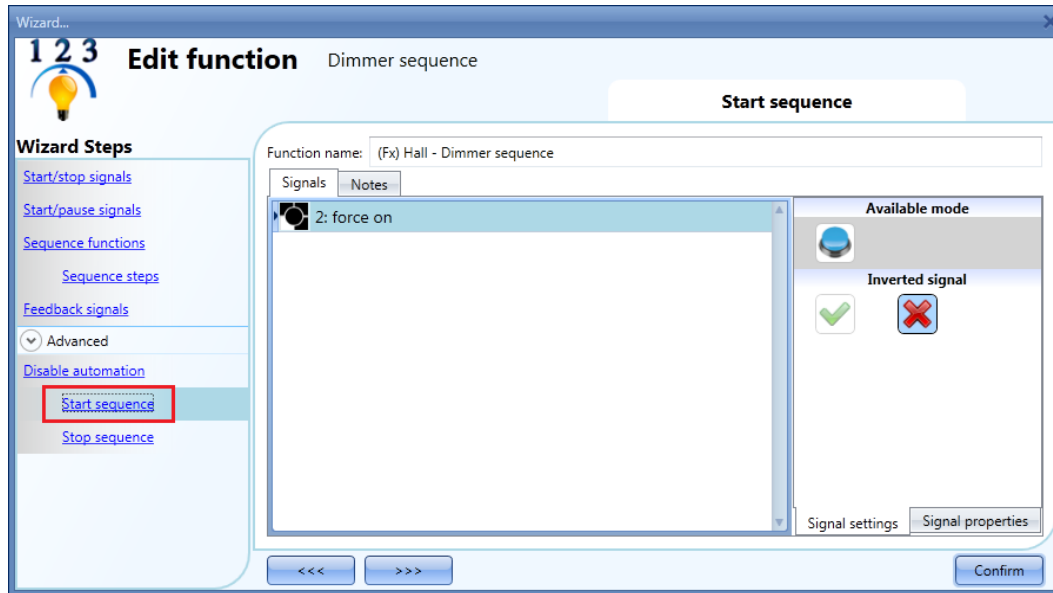 Wizard...
1 2 3
Edit function Dimmer sequence
Start sequence
Wizard Steps
Start/stop signals
Start/pause signals
Sequence functions
Sequence steps
Feedback signals
Advanced
Disable automation
Start sequence
Stop sequence
Function name: (Fx) Hall - Dimmer sequence
Signals Notes
2: force on
Available mode
Inverted signal
Signal settings Signal properties
<<< >>> Confirm